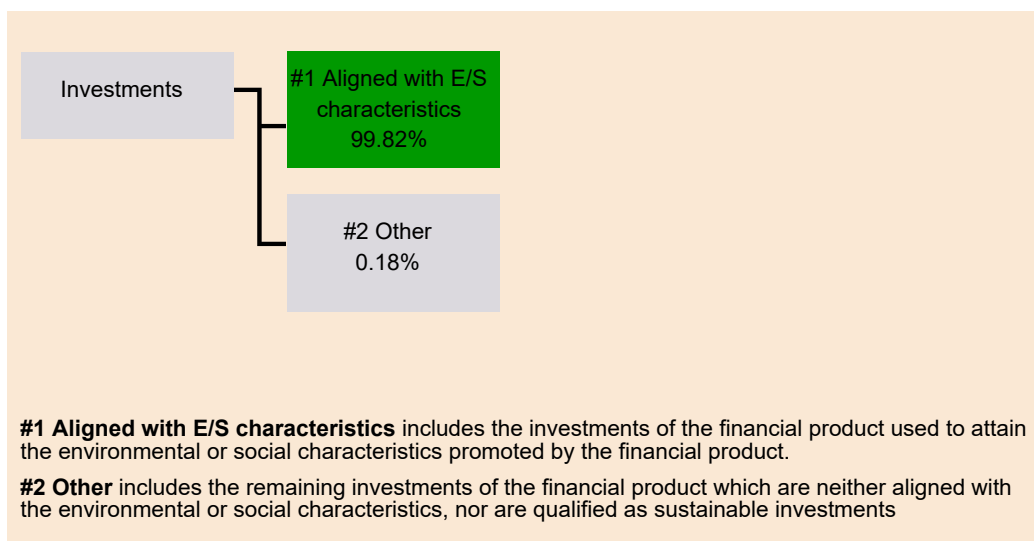 Investments
#1 Aligned with E/S
characteristics
99.82%
#2 Other
0.18%
#1 Aligned with E/S characteristics includes the investments of the financial product used to attain
the environmental or social characteristics promoted by the financial product.
#2 Other includes the remaining investments of the financial product which are neither aligned with
the environmental or social characteristics, nor are qualified as sustainable investments